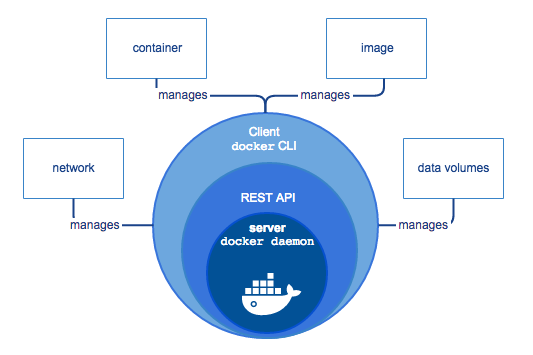 container
image
manages
manages
Client
docker CLI
network
data volumes
REST API
manages
manages
server
docker daemon